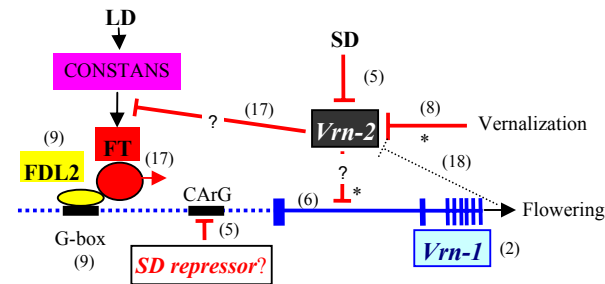 LD
SD
CONSTANS
(5)
?
(17)
Vrn-2
(8)
*
Vernalization
(9)
FT
FDL2
(17)
?
*
(18)
CArG
(6)
Flowering
G-box
(9)
(5)
SD repressor?
Vrn-1
(2)